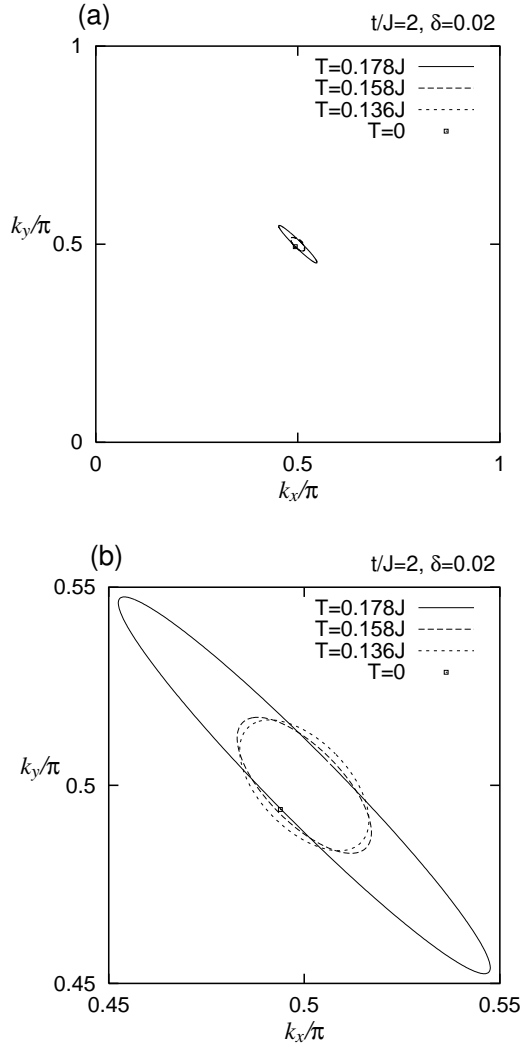 (a)
t/J=2, δ=0.02
1
T=0.178J
T=0.158J
T=0.136J
T=0
ky/π
0.5
0
0
0.5
1
kx/π
(b)
t/J=2, δ=0.02
0.55
T=0.178J
T=0.158J
T=0.136J
T=0
ky/π
0.5
0.45
0.45
0.5
0.55
kx/π